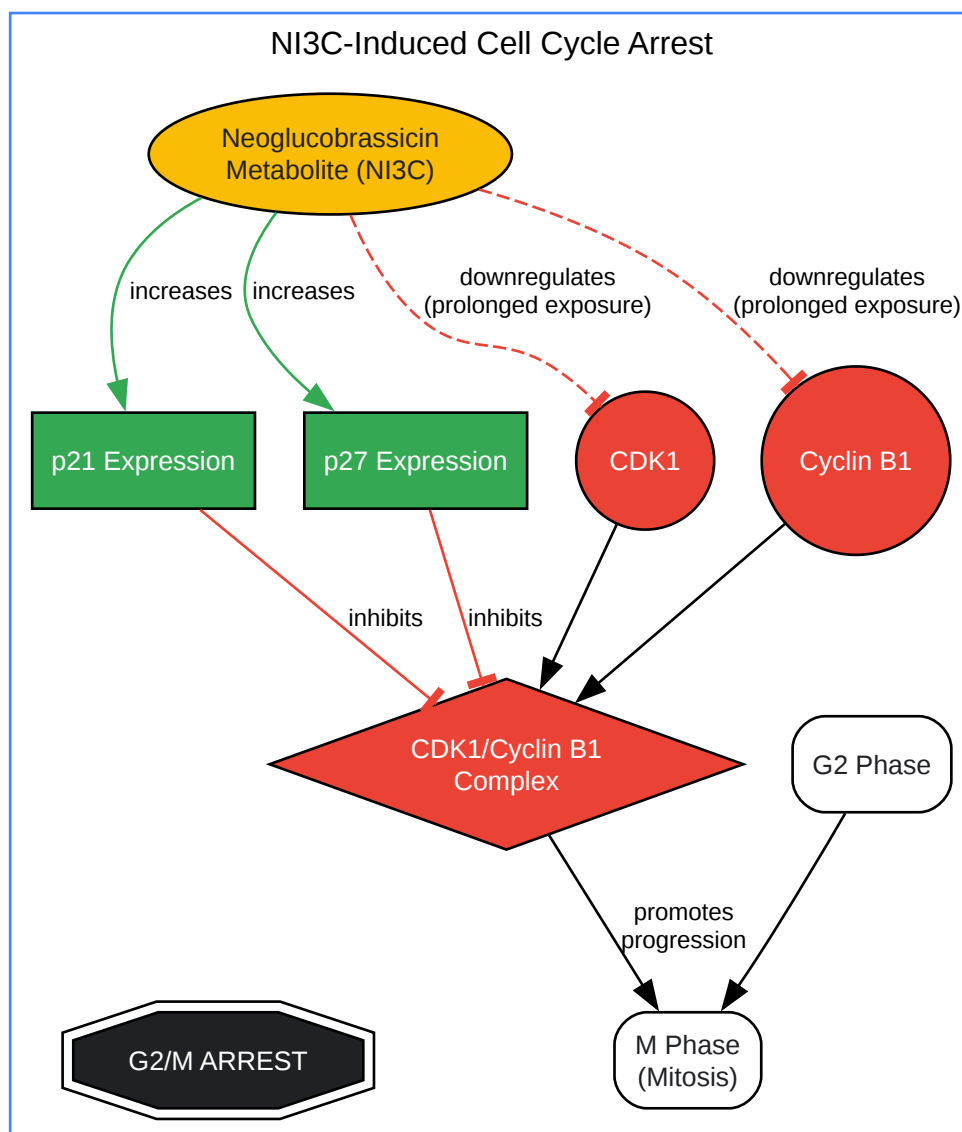 NI3C-Induced Cell Cycle Arrest
Neoglucobrassicin
Metabolite (NI3C)
increases
increases
downregulates
(prolonged exposure)
downregulates
(prolonged exposure)
p21 Expression
p27 Expression
CDK1
Cyclin B1
inhibits
inhibits
CDK1/Cyclin B1
Complex
G2 Phase
promotes
progression
G2/M ARREST
M Phase
(Mitosis)